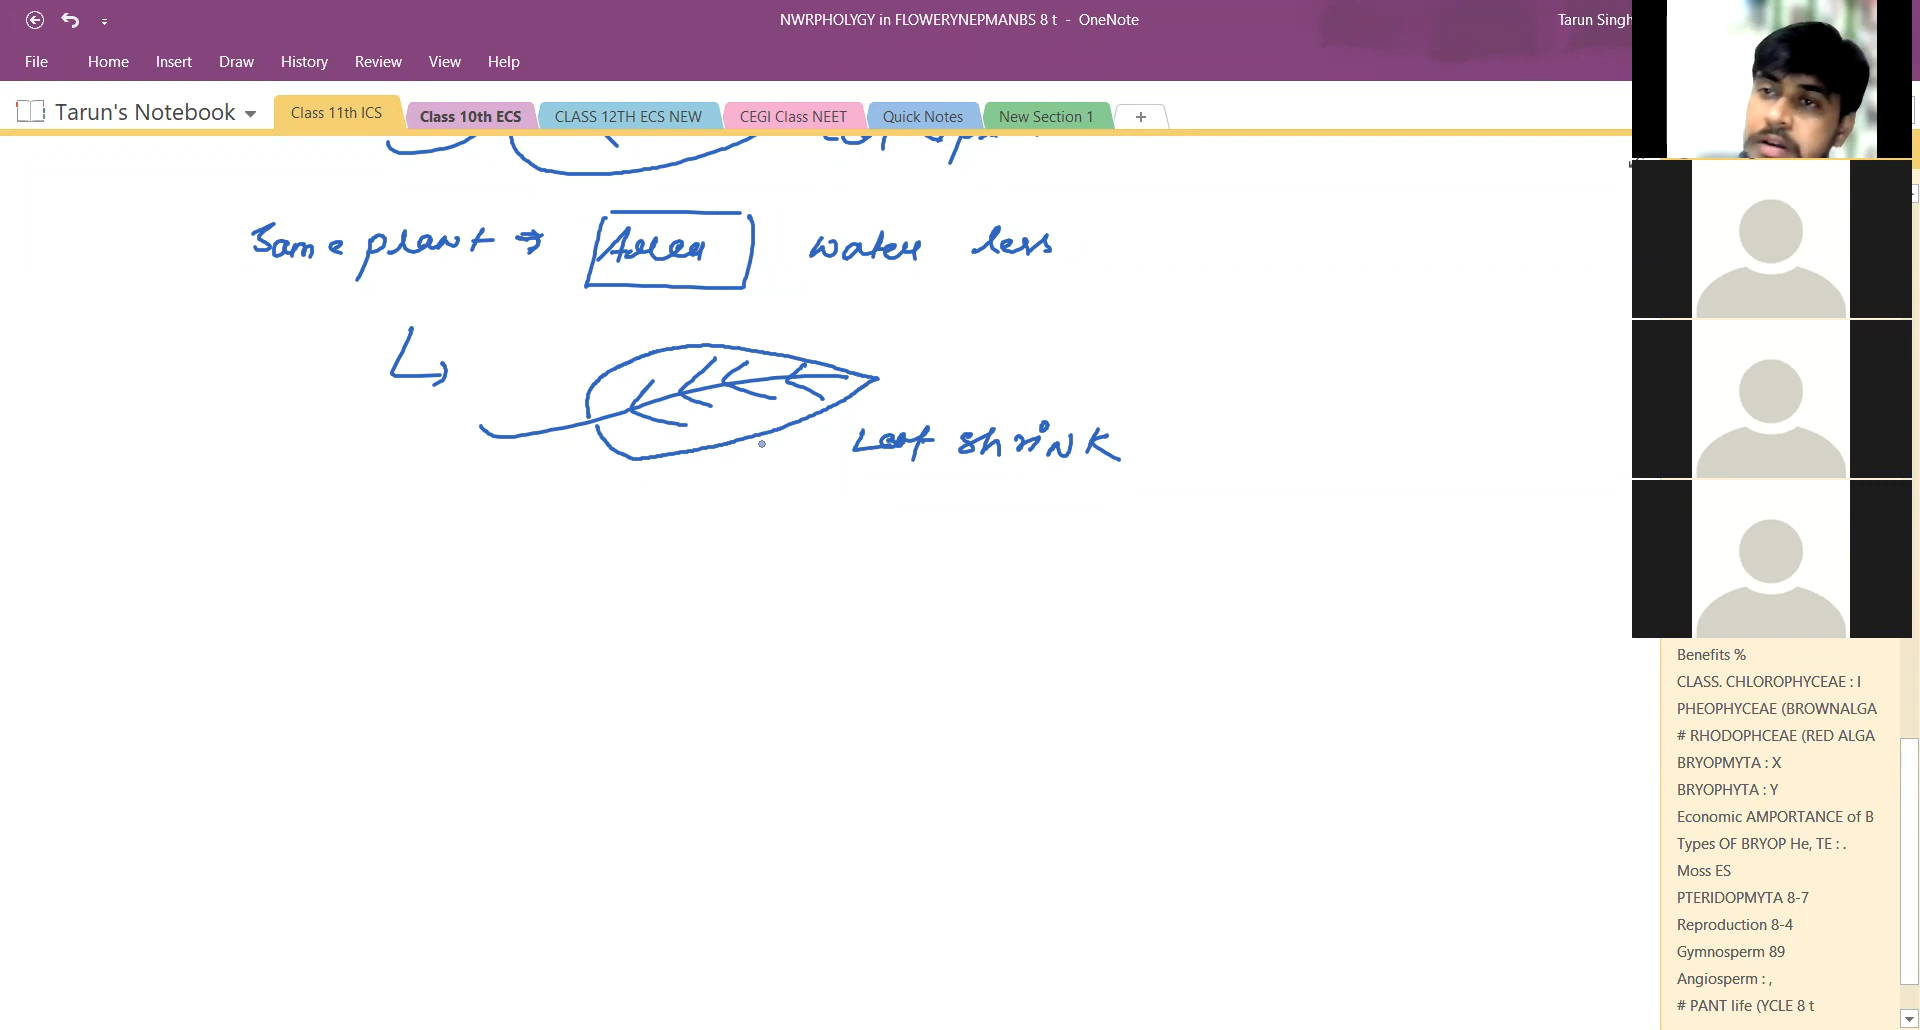 NWRPHOLYGY in FLOWERYNEPMANBS 8 t - OneNote
Tarun Singh
File Home Insert Draw History Review View Help
Tarun's Notebook
Class 11th ICS
Class 10th ECS
CLASS 12TH ECS NEW
CEGI Class NEET
Quick Notes
New Section 1
+
Same plant ⇒ Area water less
Leaf shrink
Benefits %
CLASS. CHLOROPHYCEAE : I
PHEOPHYCEAE (BROWNALGA
# RHODOPHCEAE (RED ALGA
BRYOPMYTA : X
BRYOPHYTA : Y
Economic AMPORTANCE of B
Types OF BRYOP He, TE : .
Moss ES
PTERIDOPMYTA 8-7
Reproduction 8-4
Gymnosperm 89
Angiosperm : ,
# PANT life (YCLE 8 t